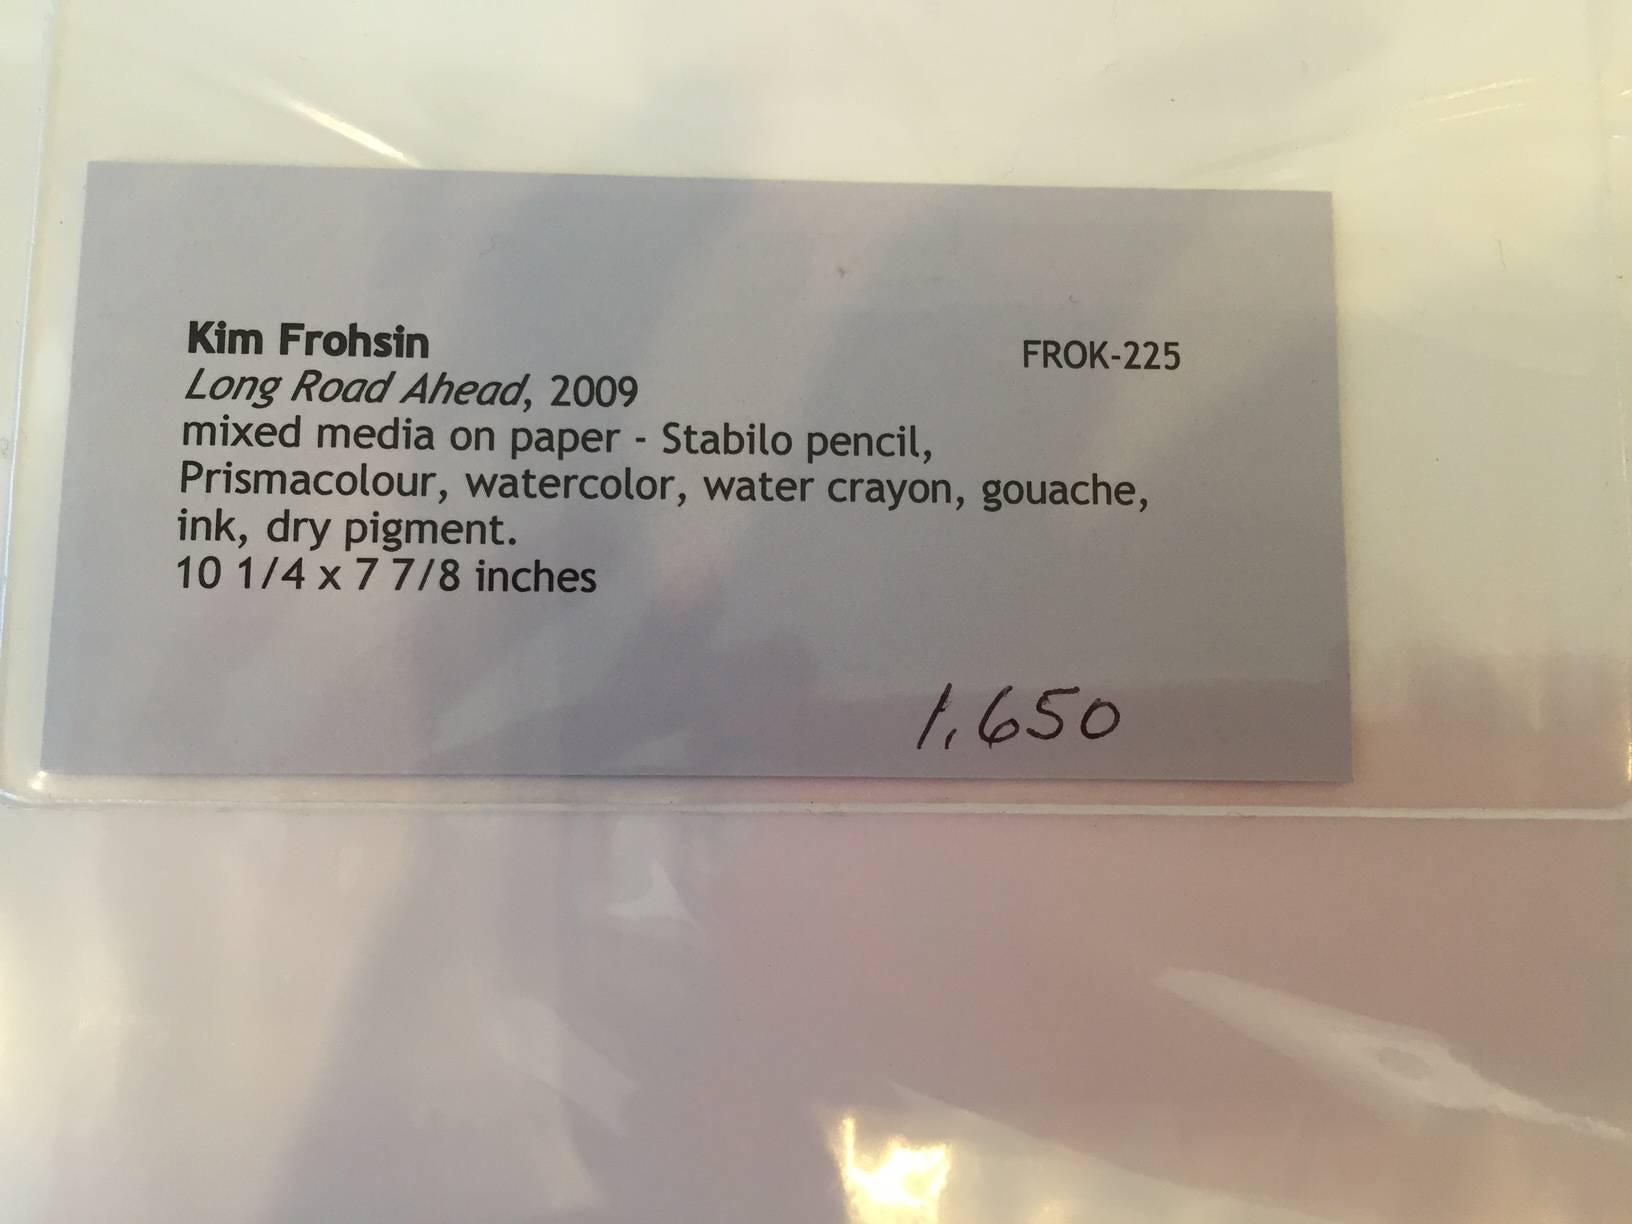 Kim Frohsin
FROK-225
Long Road Ahead, 2009
mixed media on paper - Stabilo pencil,
Prismacolour, watercolor, water crayon, gouache,
ink, dry pigment.
10 1/4 x 7 7/8 inches
1,650